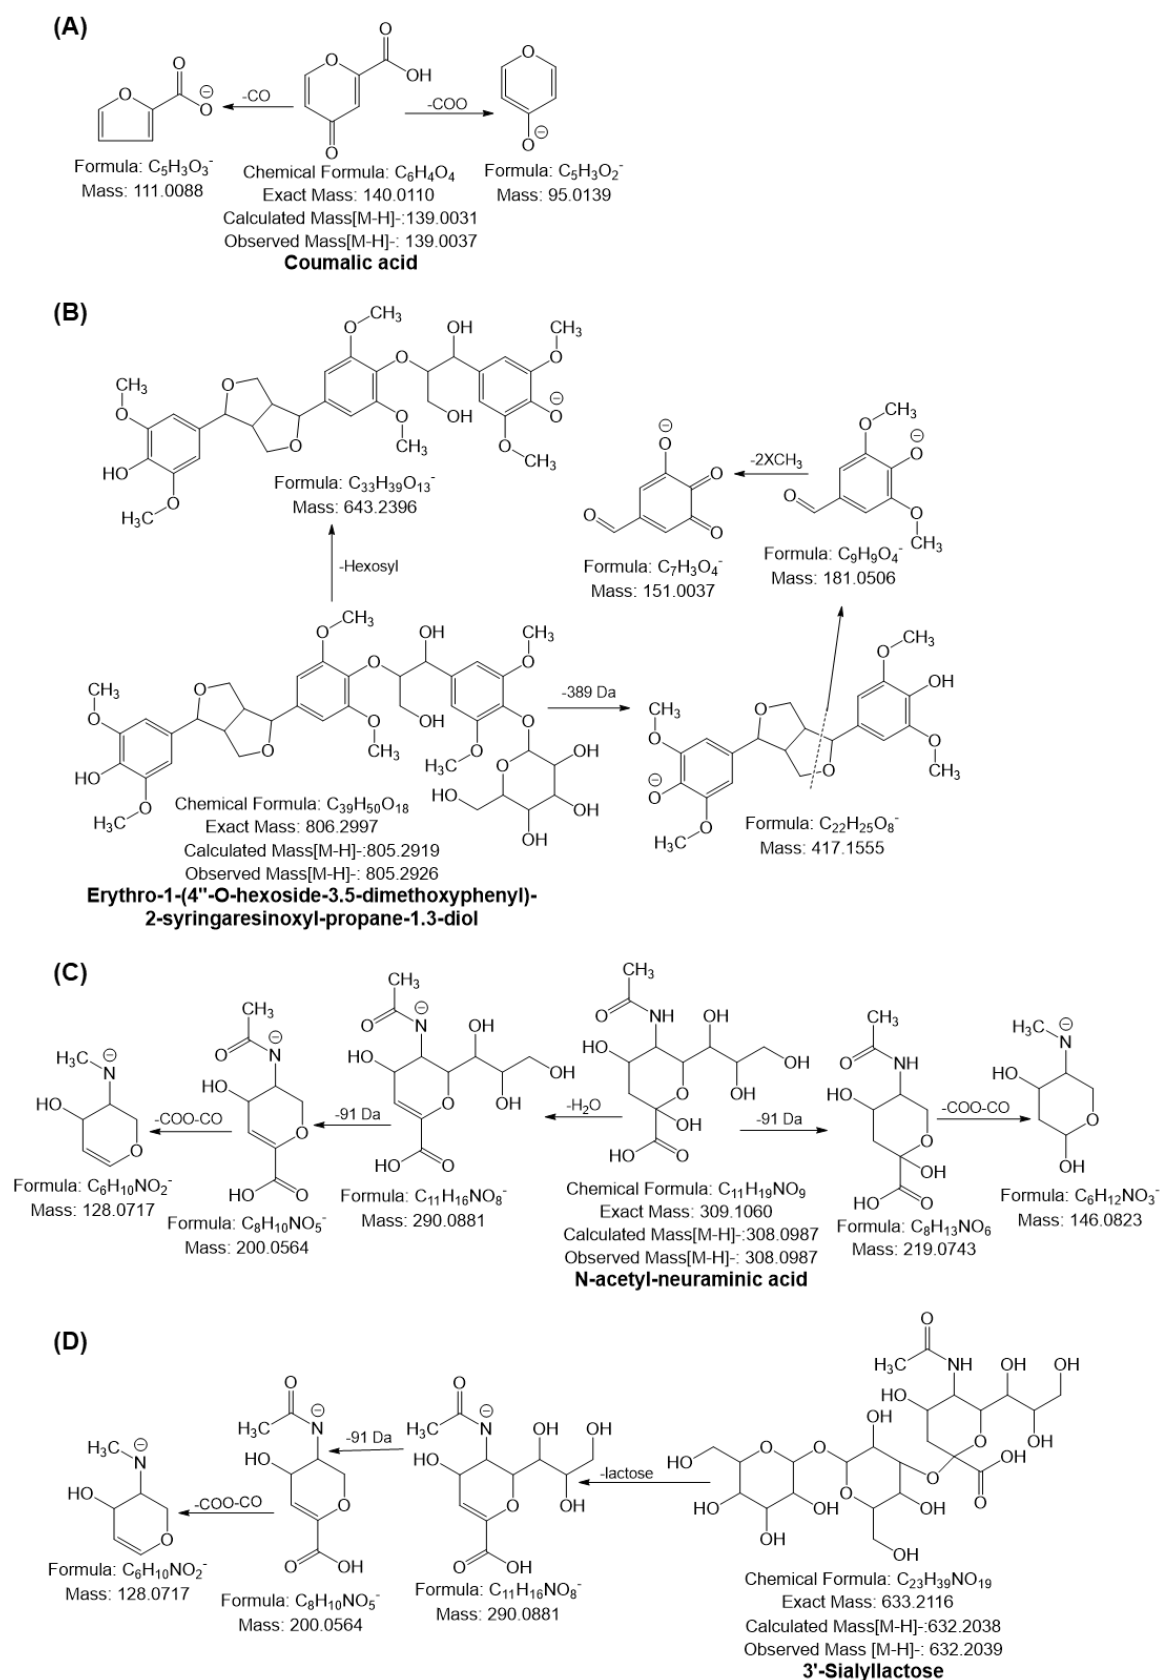 (A)
-CO
-COO
Formula: C5H3O3-
Mass: 111.0088
Chemical Formula: C6H4O4
Exact Mass: 140.0110
Calculated Mass[M-H]-:139.0031
Observed Mass[M-H]-: 139.0037
Coumalic acid
Formula: C5H3O2-
Mass: 95.0139
(B)
Formula: C33H39O13-
Mass: 643.2396
-Hexosyl
-2XCH3
Formula: C7H3O4-
Mass: 151.0037
Formula: C9H9O4-
Mass: 181.0506
-389 Da
Chemical Formula: C39H50O18
Exact Mass: 806.2997
Calculated Mass[M-H]-:805.2919
Observed Mass[M-H]-: 805.2926
Erythro-1-(4"-O-hexoside-3.5-dimethoxyphenyl)-
2-syringaresinoxyl-propane-1.3-diol
Formula: C22H25O8-
Mass: 417.1555
(C)
-COO-CO
-91 Da
-H2O
-91 Da
-COO-CO
Formula: C6H10NO2-
Mass: 128.0717
Formula: C8H10NO5-
Mass: 200.0564
Formula: C11H16NO8-
Mass: 290.0881
Chemical Formula: C11H19NO9
Exact Mass: 309.1060
Calculated Mass[M-H]-:308.0987
Observed Mass[M-H]-: 308.0987
N-acetyl-neuraminic acid
Formula: C8H13NO6
Mass: 219.0743
Formula: C6H12NO3-
Mass: 146.0823
(D)
-COO-CO
-91 Da
-lactose
Formula: C6H10NO2-
Mass: 128.0717
Formula: C8H10NO5-
Mass: 200.0564
Formula: C11H16NO8-
Mass: 290.0881
Chemical Formula: C23H39NO19
Exact Mass: 633.2116
Calculated Mass[M-H]-:632.2038
Observed Mass [M-H]-: 632.2039
3'-Sialyllactose